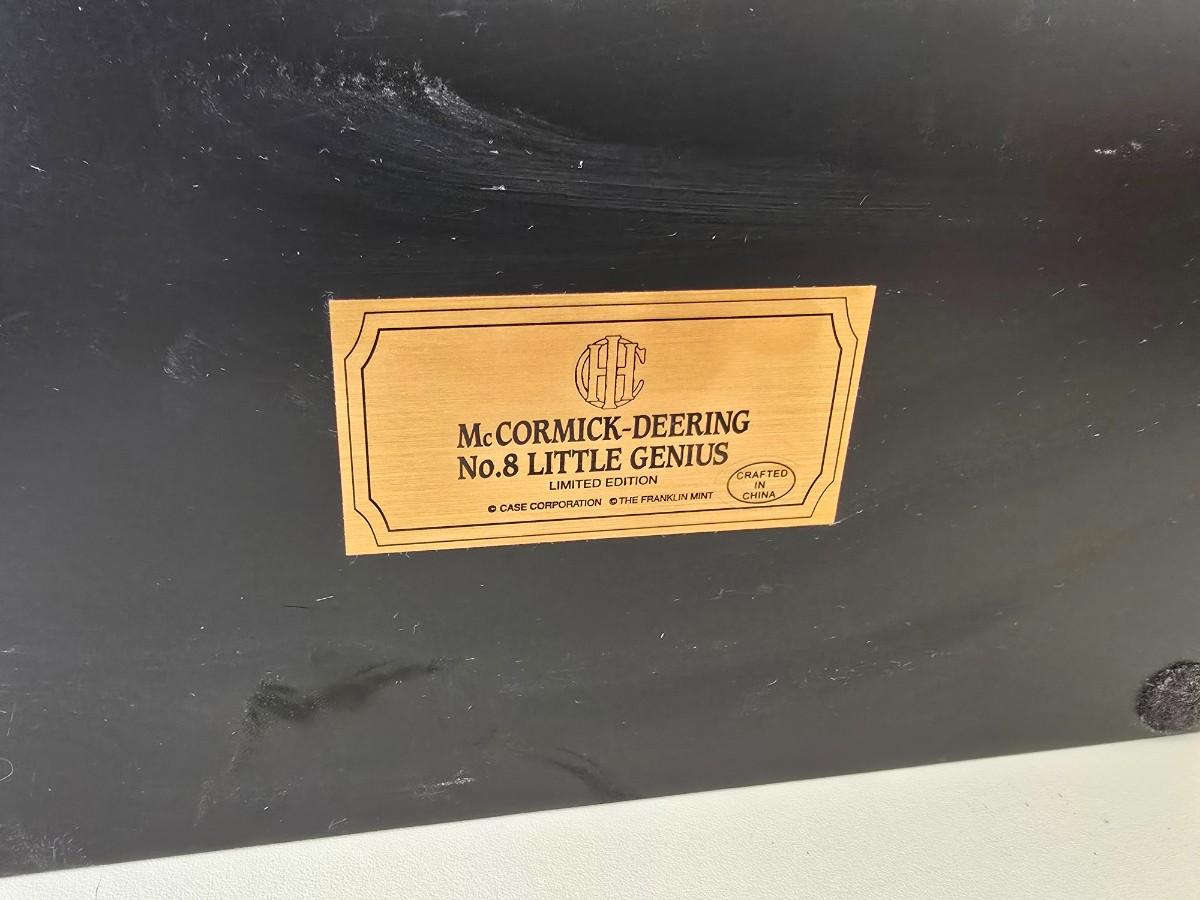 IHC
McCORMICK-DEERING
No.8 LITTLE GENIUS
LIMITED EDITION
© CASE CORPORATION © THE FRANKLIN MINT
CRAFTED
IN
CHINA